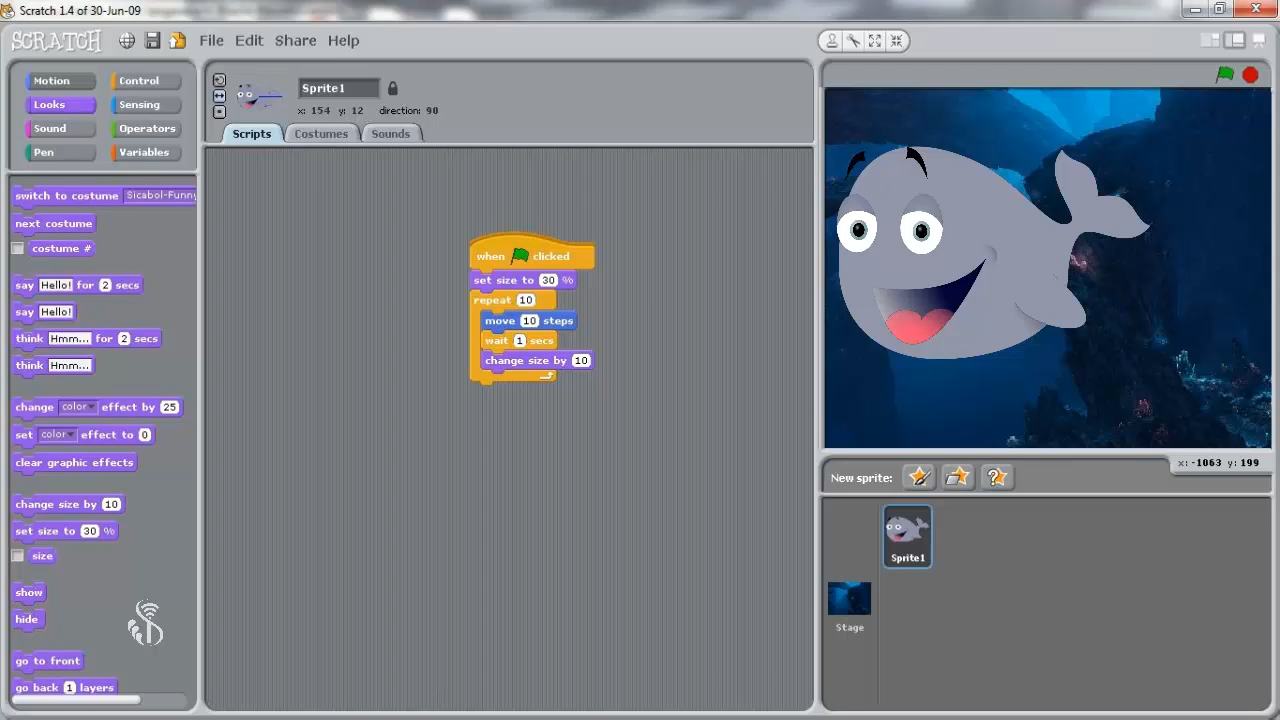 Scratch 1.4 of 30-Jun-09
SCRATCH File Edit Share Help
Motion Control
Looks Sensing
Sound Operators
Pen Variables
switch to costume Sicabol-Funny
next costume
costume #
say Hello! for 2 secs
say Hello!
think Hmm... for 2 secs
think Hmm...
change color effect by 25
set color effect to 0
clear graphic effects
change size by 10
set size to 30 %
size
show
hide
go to front
go back 1 layers
Sprite1
x: 154 y: 12 direction: 90
Scripts Costumes Sounds
when clicked
set size to 30 %
repeat 10
move 10 steps
wait 1 secs
change size by 10
x: -1063 y: 199
New sprite:
Sprite1
Stage